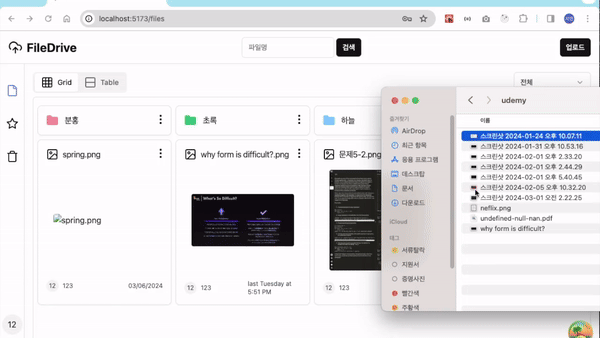 localhost:5173/files
FileDrive
파일명
검색
업로드
Grid
Table
전체
분홍
초록
하늘
spring.png
why form is difficult?.png
문제5-2.png
spring.png
What's So Difficult?
12
123
03/06/2024
12
123
last Tuesday at
5:51 PM
12
123
12
udemy
이름
즐겨찾기
AirDrop
최근 항목
응용 프로그램
데스크탑
문서
다운로드
iCloud
태그
서류탈락
지원서
증명사진
빨간색
주황색
스크린샷 2024-01-24 오후 10.07.11
스크린샷 2024-01-31 오전 10.53.16
스크린샷 2024-02-01 오후 2.33.20
스크린샷 2024-02-01 오후 2.44.29
스크린샷 2024-02-01 오후 5.40.45
스크린샷 2024-02-05 오후 10.32.20
스크린샷 2024-03-01 오전 2.22.25
neflix.png
undefined-null-nan.pdf
why form is difficult?